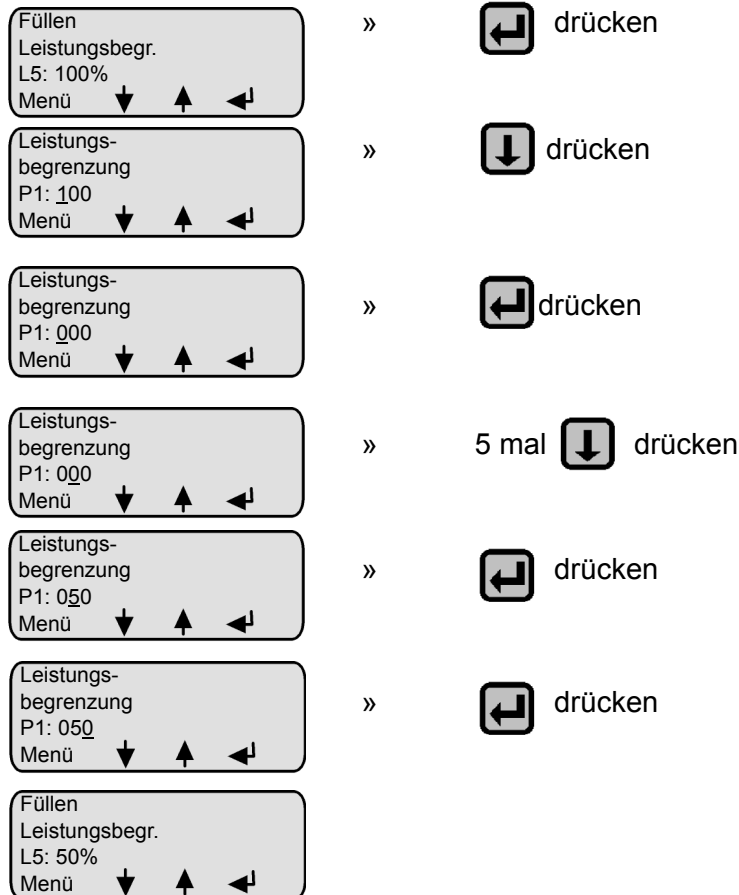 Füllen
Leistungsbegr.
L5: 100%
Menü
» drücken
Leistungs-
begrenzung
P1: 100
Menü
» drücken
Leistungs-
begrenzung
P1: 000
Menü
» drücken
Leistungs-
begrenzung
P1: 000
Menü
» 5 mal drücken
Leistungs-
begrenzung
P1: 050
Menü
» drücken
Leistungs-
begrenzung
P1: 050
Menü
» drücken
Füllen
Leistungsbegr.
L5: 50%
Menü